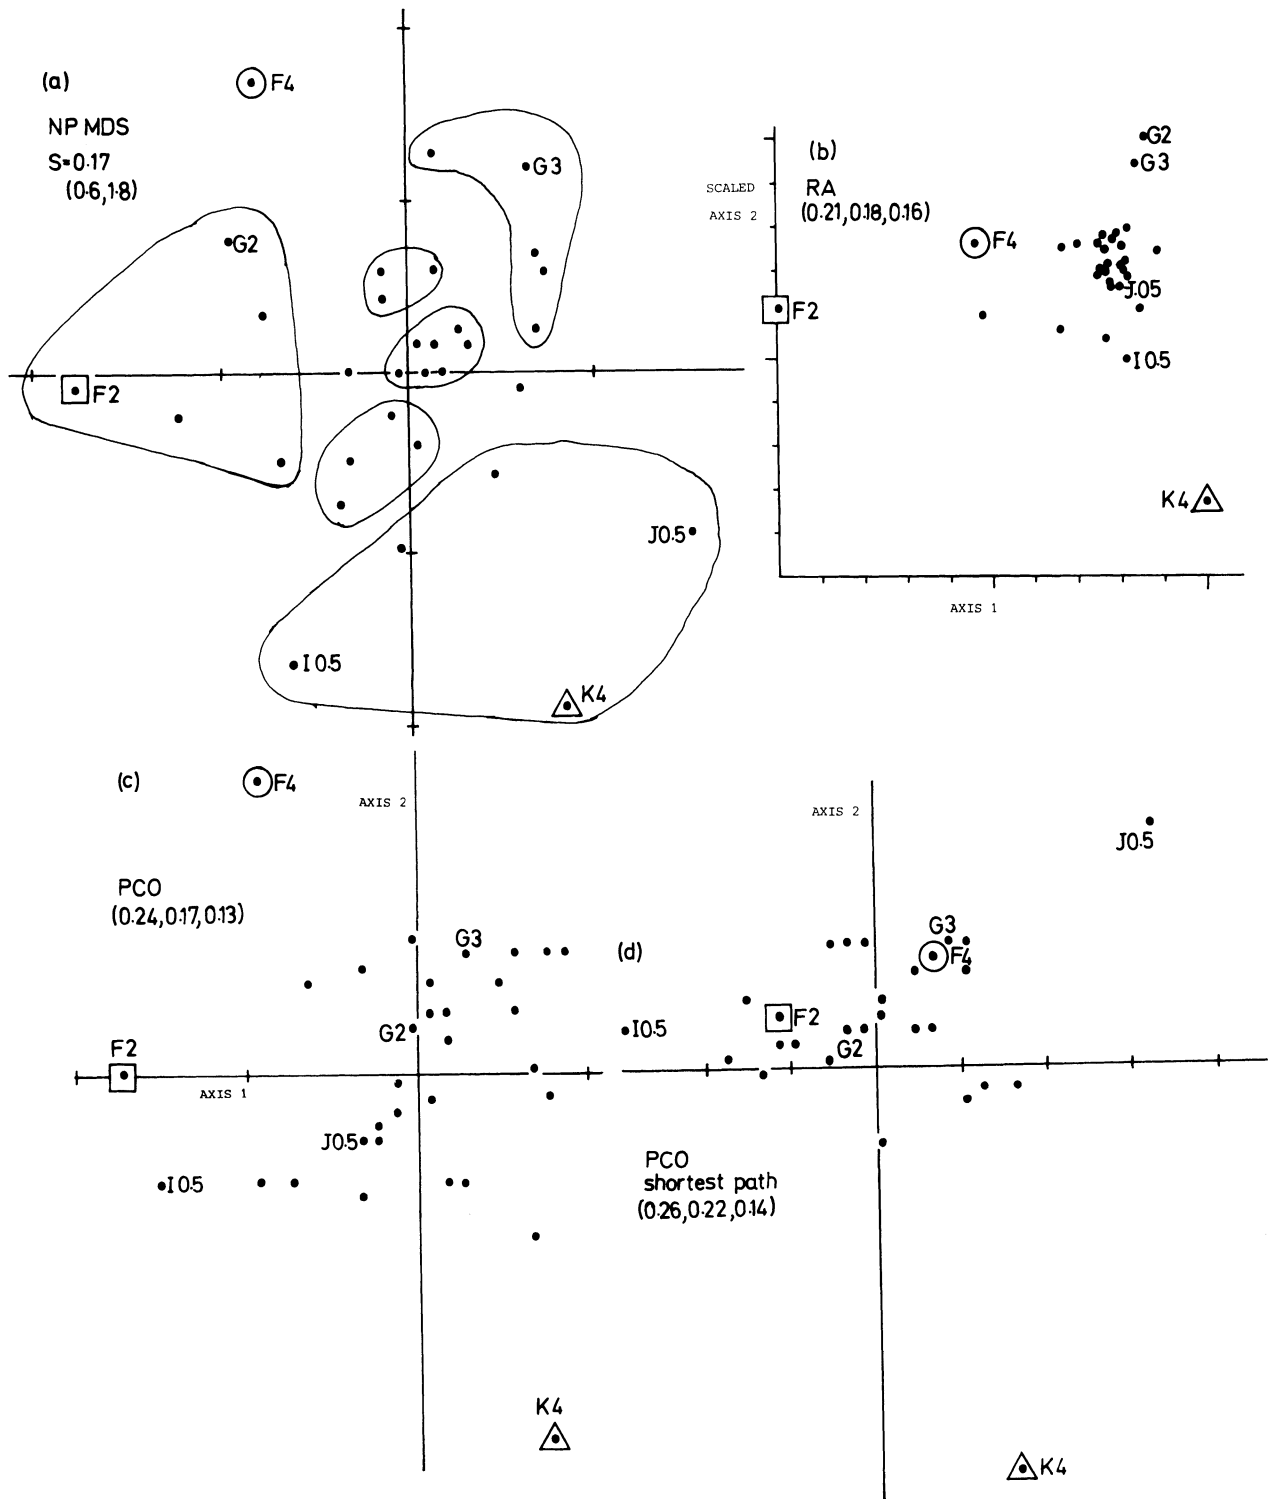 (a)
F4
NP MDS
S=0.17
(0.6,1.8)
G3
G2
F2
J0.5
I0.5
K4
(b)
G2
G3
SCALED
AXIS 2
RA
(0.21,0.18,0.16)
F4
F2
J0.5
I0.5
K4
AXIS 1
(c)
F4
AXIS 2
PCO
(0.24,0.17,0.13)
G3
G2
F2
AXIS 1
J0.5
I0.5
K4
AXIS 2
J0.5
G3
(d)
F4
F2
I0.5
G2
PCO
shortest path
(0.26,0.22,0.14)
K4